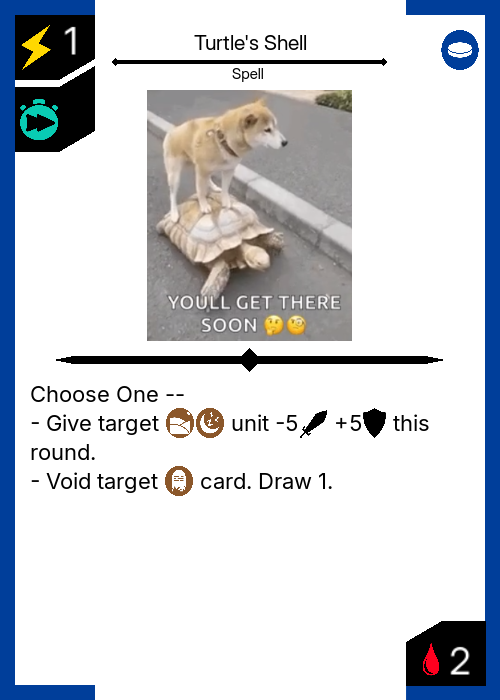 1
Turtle's Shell
Spell
YOULL GET THERE
SOON 🤔🧐
Choose One --
- Give target unit -5 +5 this
round.
- Void target card. Draw 1.
2